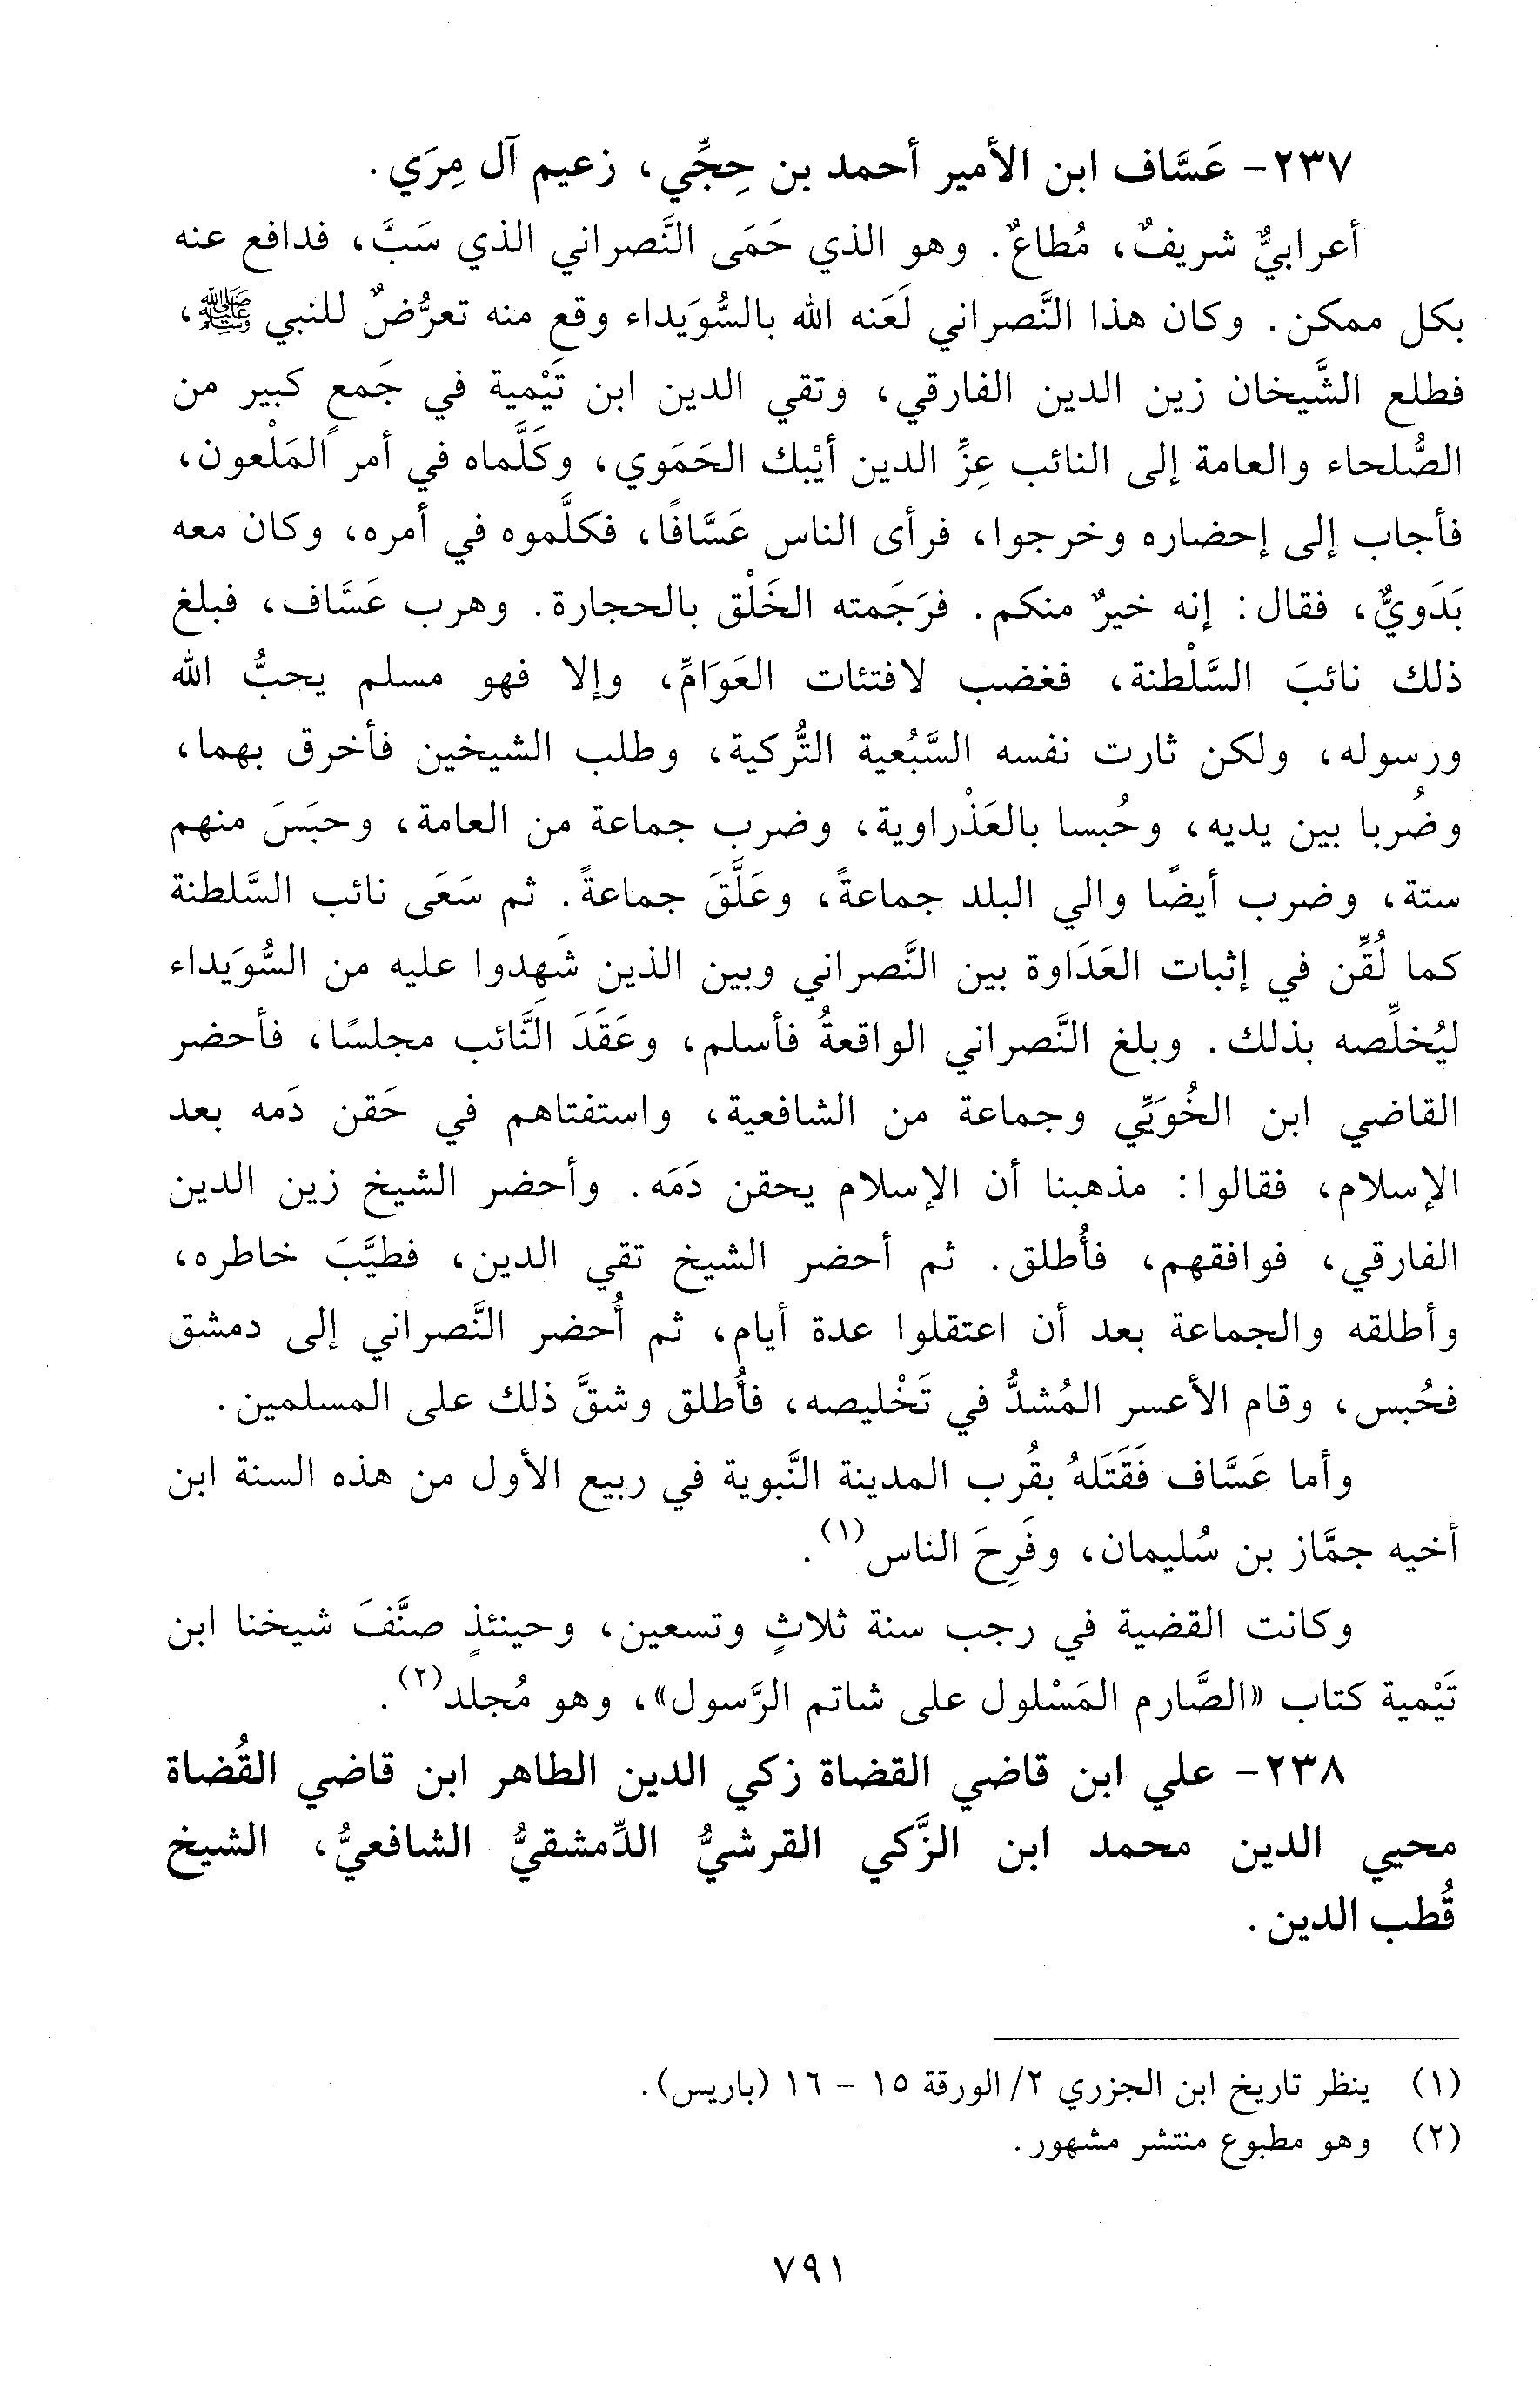 ٢٣٧- عَسَّاف ابن الأمير أحمد بن حِجِّي، زعيم آل مِرَي.
أعرابيٌّ شريفٌ، مُطاعٌ. وهو الذي حَمَى النَّصراني الذي سَبَّ، فدافع عنه
بكل ممكن. وكان هذا النَّصراني لَعَنه الله بالسُّوَيداء وقع منه تعرُّضٌ للنبي ﷺ،
فطلع الشَّيخان زين الدين الفارقي، وتقي الدين ابن تَيْمية في جَمعٍ كبير من
الصُّلحاء والعامة إلى النائب عِزِّ الدين أيْبك الحَمَوي، وكَلَّماه في أمر المَلْعون،
فأجاب إلى إحضاره وخرجوا، فرأى الناس عَسَّافًا، فكلَّموه في أمره، وكان معه
بَدَويٌّ، فقال: إنه خيرٌ منكم. فرَجَمته الخَلْق بالحجارة. وهرب عَسَّاف، فبلغ
ذلك نائبَ السَّلْطنة، فغضب لافتئات العَوَامِّ، وإلا فهو مسلم يحبُّ الله
ورسوله، ولكن ثارت نفسه السَّبُعية التُّركية، وطلب الشيخين فأخرق بهما،
وضُربا بين يديه، وحُبسا بالعَذْراوية، وضرب جماعة من العامة، وحبَسَ منهم
ستة، وضرب أيضًا والي البلد جماعةً، وعَلَّقَ جماعةً. ثم سَعَى نائب السَّلطنة
كما لُقِّن في إثبات العَدَاوة بين النَّصراني وبين الذين شَهِدوا عليه من السُّوَيداء
ليُخلِّصه بذلك. وبلغ النَّصراني الواقعةُ فأسلم، وعَقَدَ النَّائب مجلسًا، فأحضر
القاضي ابن الخُوَيِّي وجماعة من الشافعية، واستفتاهم في حَقن دَمه بعد
الإسلام، فقالوا: مذهبنا أن الإسلام يحقن دَمَه. وأحضر الشيخ زين الدين
الفارقي، فوافقهم، فأُطلق. ثم أحضر الشيخ تقي الدين، فطيَّبَ خاطره،
وأطلقه والجماعة بعد أن اعتقلوا عدة أيام، ثم أُحضر النَّصراني إلى دمشق
فحُبس، وقام الأعسر المُشدُّ في تَخْليصه، فأُطلق وشقَّ ذلك على المسلمين.
وأما عَسَّاف فَقَتَلهُ بقُرب المدينة النَّبوية في ربيع الأول من هذه السنة ابن
أخيه جمَّاز بن سُليمان، وفَرِحَ الناس(١).
وكانت القضية في رجب سنة ثلاثٍ وتسعين، وحينئذٍ صنَّفَ شيخنا ابن
تَيْمية كتاب «الصَّارم المَسْلول على شاتم الرَّسول»، وهو مُجلد(٢).
٢٣٨- علي ابن قاضي القضاة زكي الدين الطاهر ابن قاضي القُضاة
محيي الدين محمد ابن الزَّكي القرشيُّ الدِّمشقيُّ الشافعيُّ، الشيخ
قُطب الدين.
(١) ينظر تاريخ ابن الجزري ٢/ الورقة ١٥ - ١٦ (باريس).
(٢) وهو مطبوع منتشر مشهور.
٧٩١